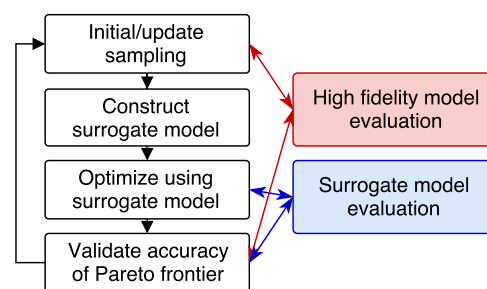 Initial/update
sampling
Construct
surrogate model
Optimize using
surrogate model
Validate accuracy
of Pareto frontier
High fidelity model
evaluation
Surrogate model
evaluation